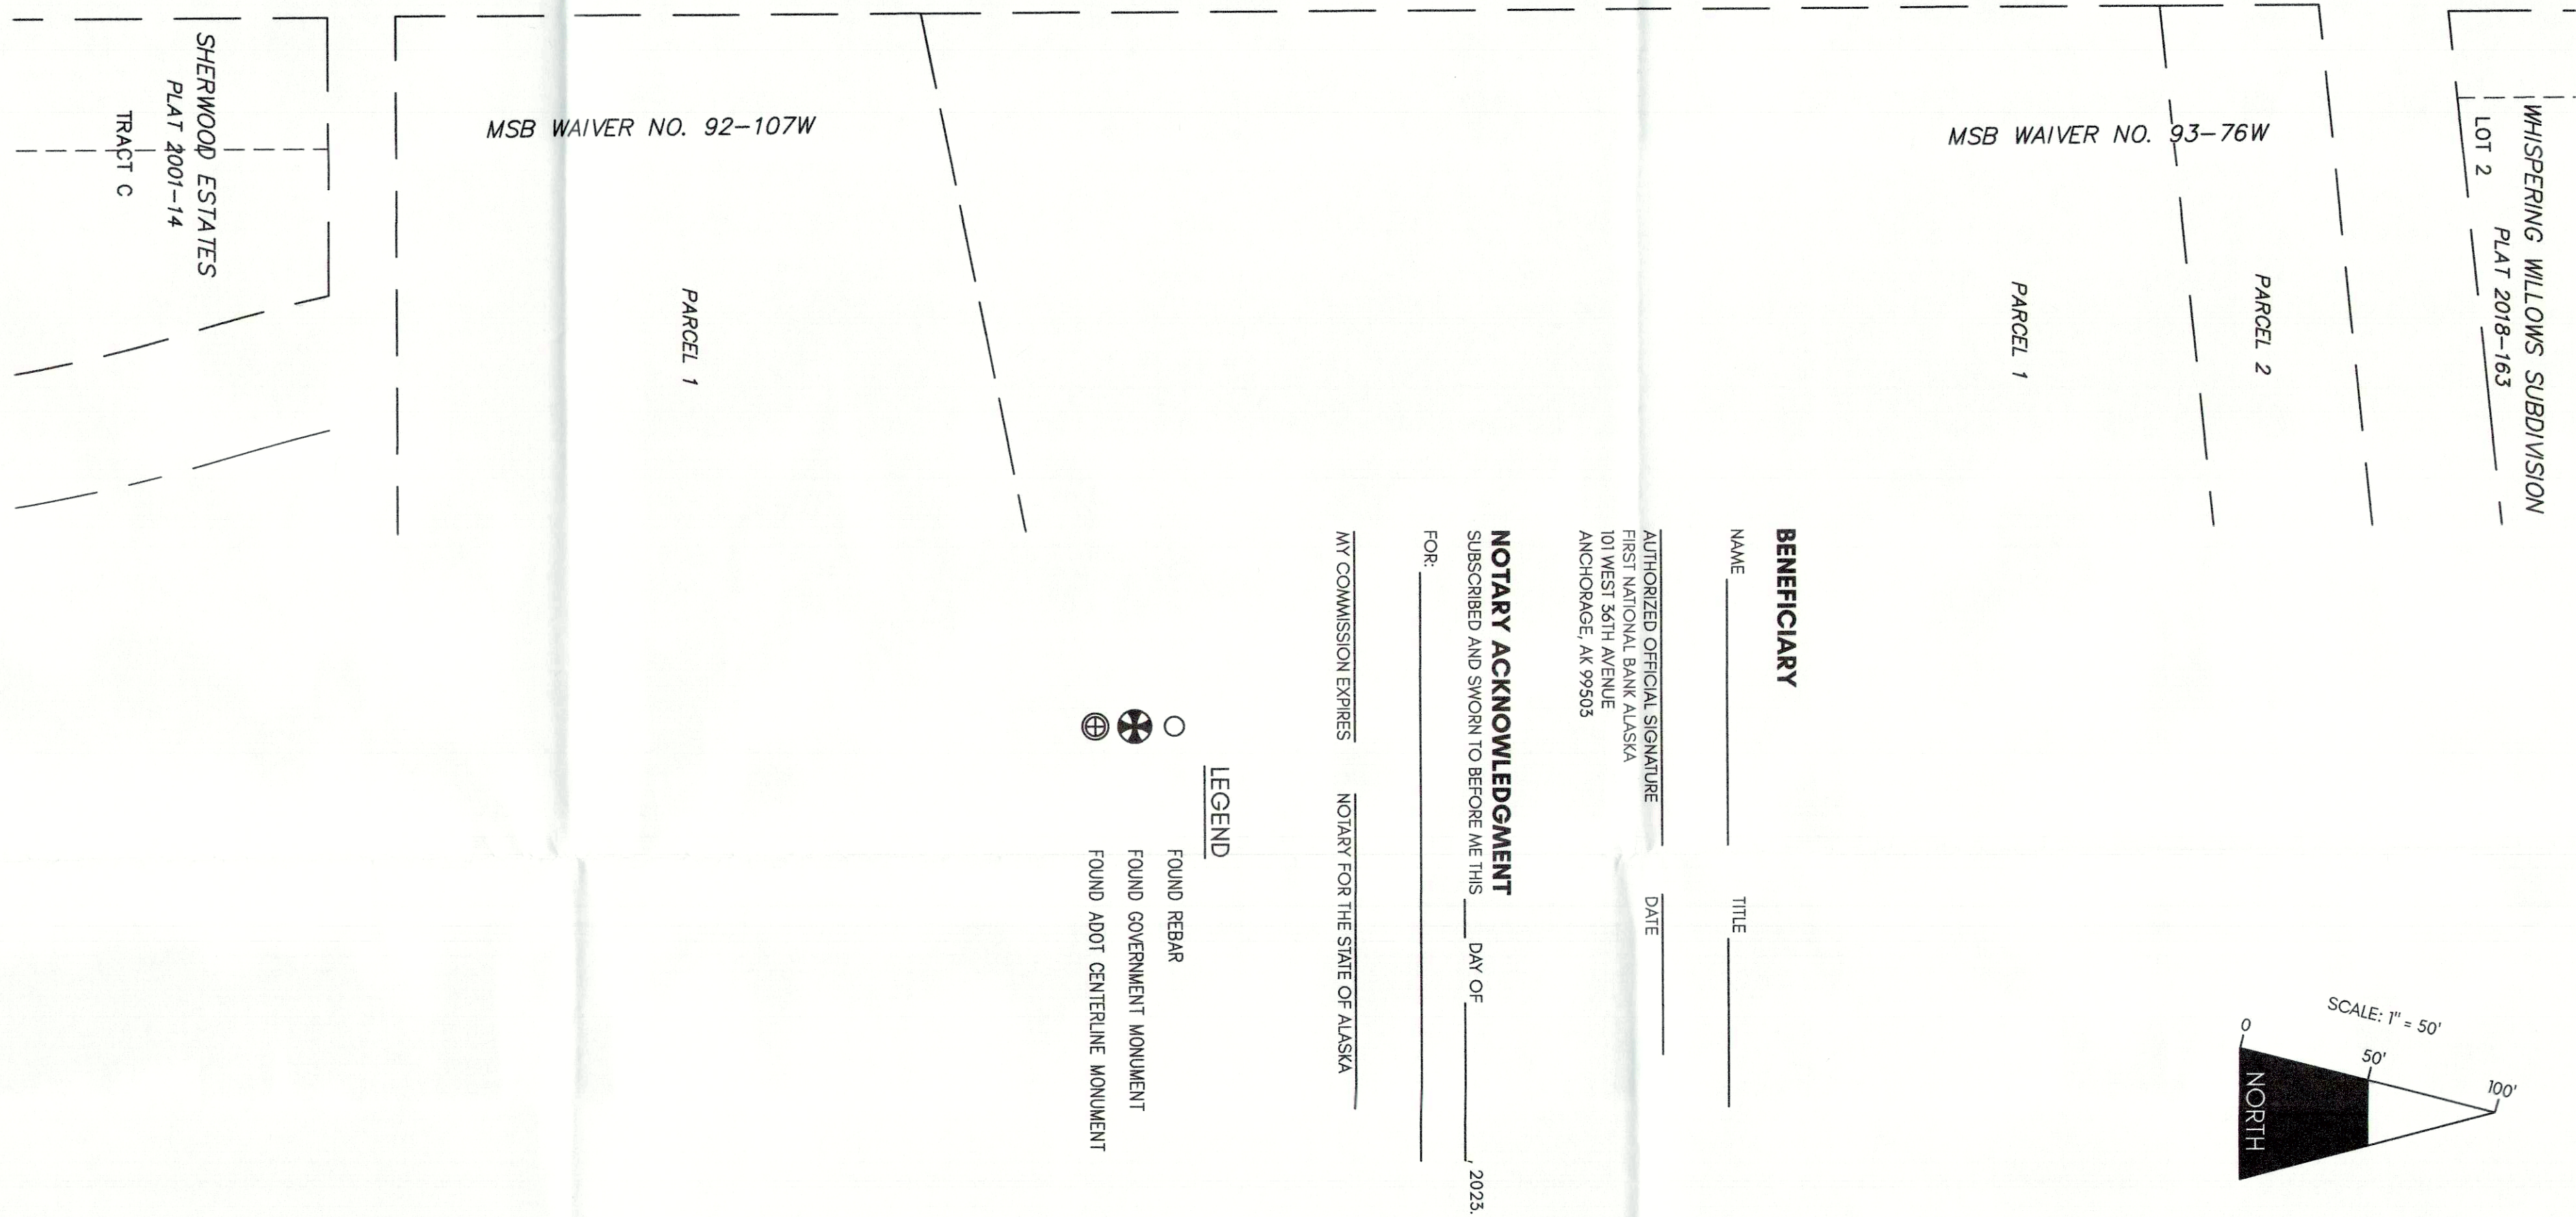 WHISPERING WILLOWS SUBDIVISION
PLAT 2018-163
LOT 2
PARCEL 2
MSB WAIVER NO. 93-76W
PARCEL 1
MSB WAIVER NO. 92-107W
PARCEL 1
SHERWOOD ESTATES
PLAT 2001-14
TRACT C
BENEFICIARY
NAME TITLE
AUTHORIZED OFFICIAL SIGNATURE DATE
FIRST NATIONAL BANK ALASKA
101 WEST 36TH AVENUE
ANCHORAGE, AK 99503
NOTARY ACKNOWLEDGMENT
SUBSCRIBED AND SWORN TO BEFORE ME THIS ____ DAY OF ____________, 2023.
FOR:
MY COMMISSION EXPIRES NOTARY FOR THE STATE OF ALASKA
LEGEND
FOUND REBAR
FOUND GOVERNMENT MONUMENT
FOUND ADOT CENTERLINE MONUMENT
SCALE: 1" = 50'
0
50'
100'
NORTH